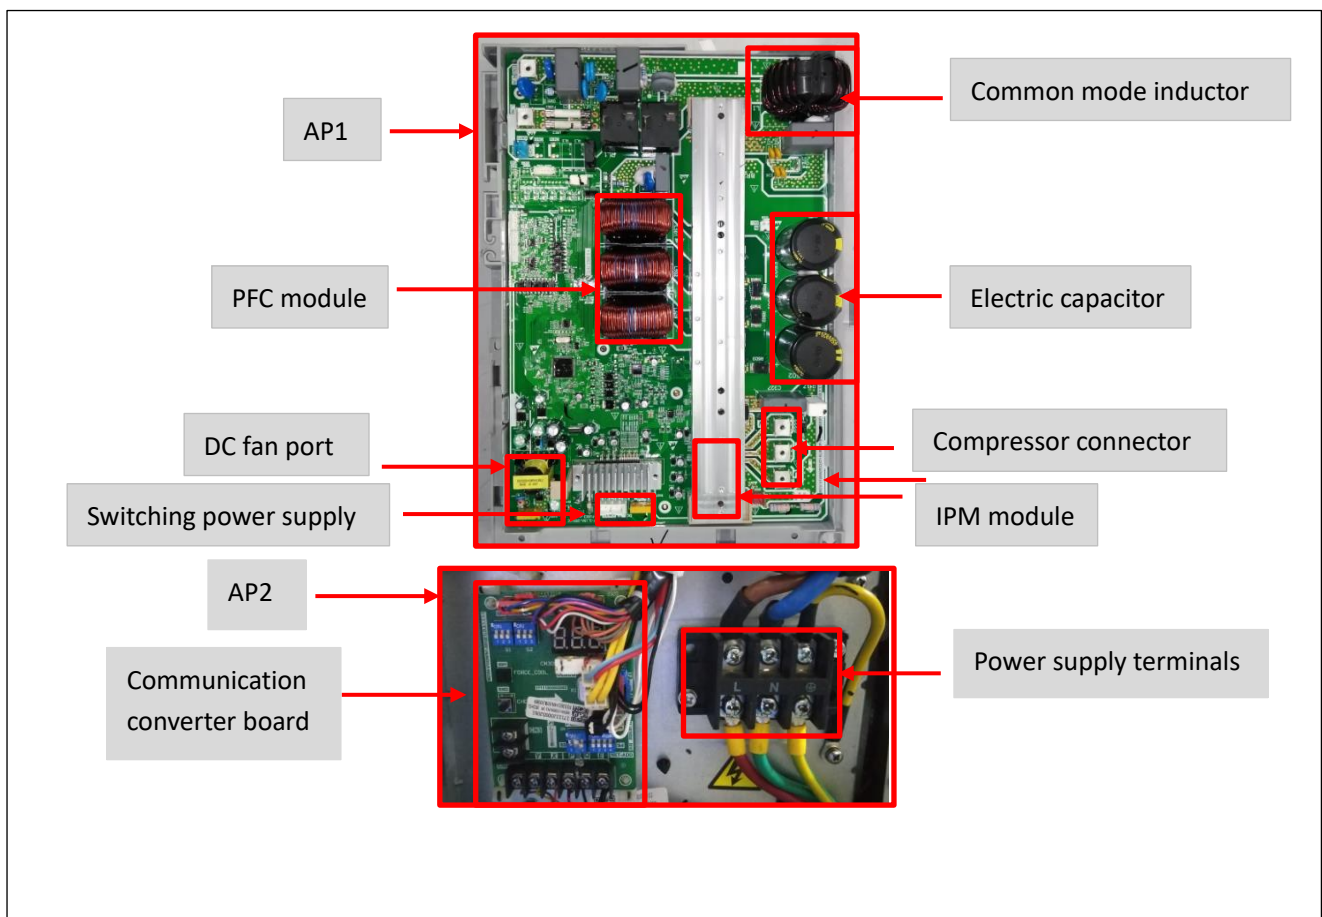 Common mode inductor
AP1
PFC module
Electric capacitor
DC fan port
Compressor connector
Switching power supply
IPM module
AP2
Power supply terminals
Communication
converter board
L N
FORCE_COOL